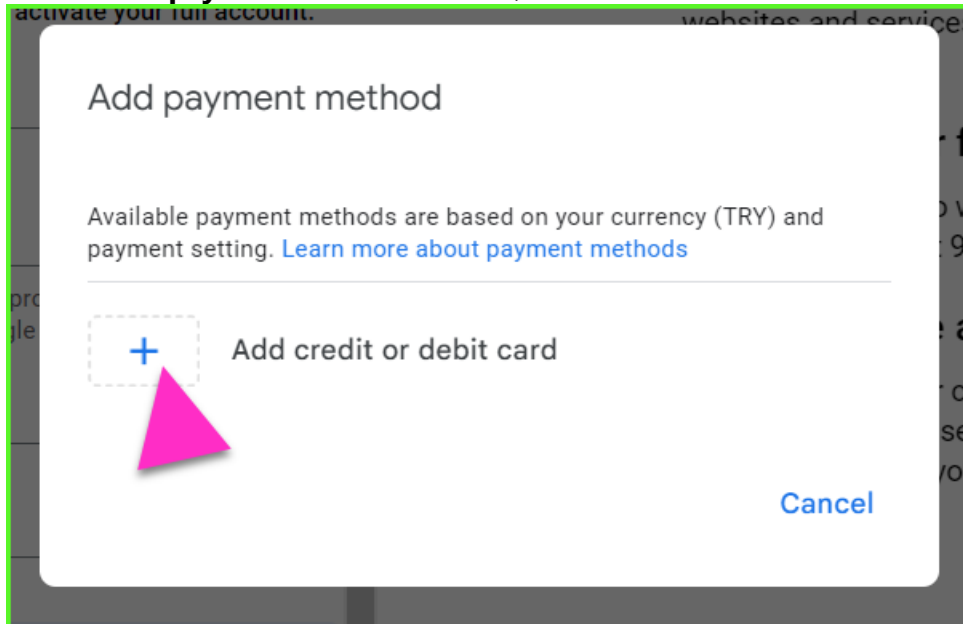 activate your full account.
websites and service
Add payment method
Available payment methods are based on your currency (TRY) and
payment setting. Learn more about payment methods
Add credit or debit card
Cancel